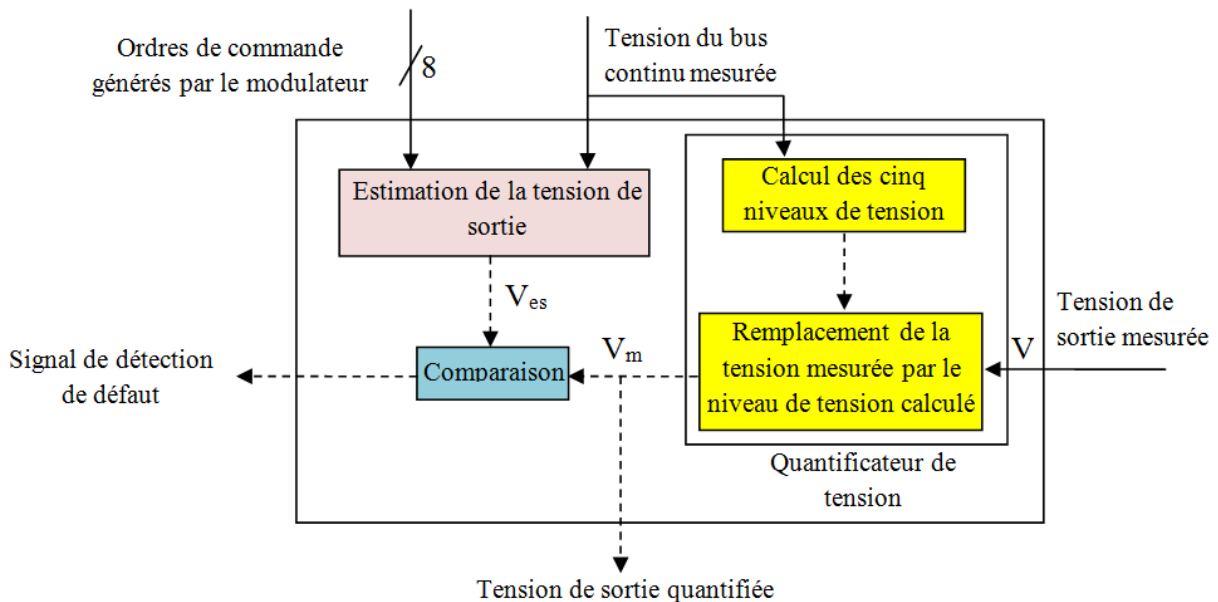 Ordres de commande
générés par le modulateur
8
Tension du bus
continu mesurée
Estimation de la tension de
sortie
Calcul des cinq
niveaux de tension
Ves
Tension de
sortie mesurée
V
Remplacement de la
tension mesurée par le
niveau de tension calculé
Vm
Comparaison
Signal de détection
de défaut
Quantificateur de
tension
Tension de sortie quantifiée